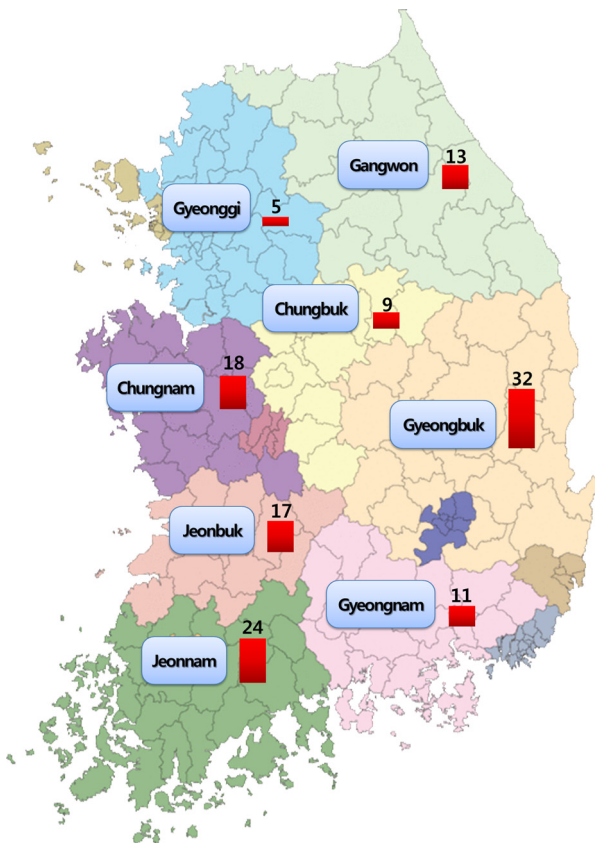 Gangwon
13
Gyeonggi
5
Chungbuk
9
Chungnam
18
Gyeongbuk
32
Jeonbuk
17
Gyeongnam
11
Jeonnam
24